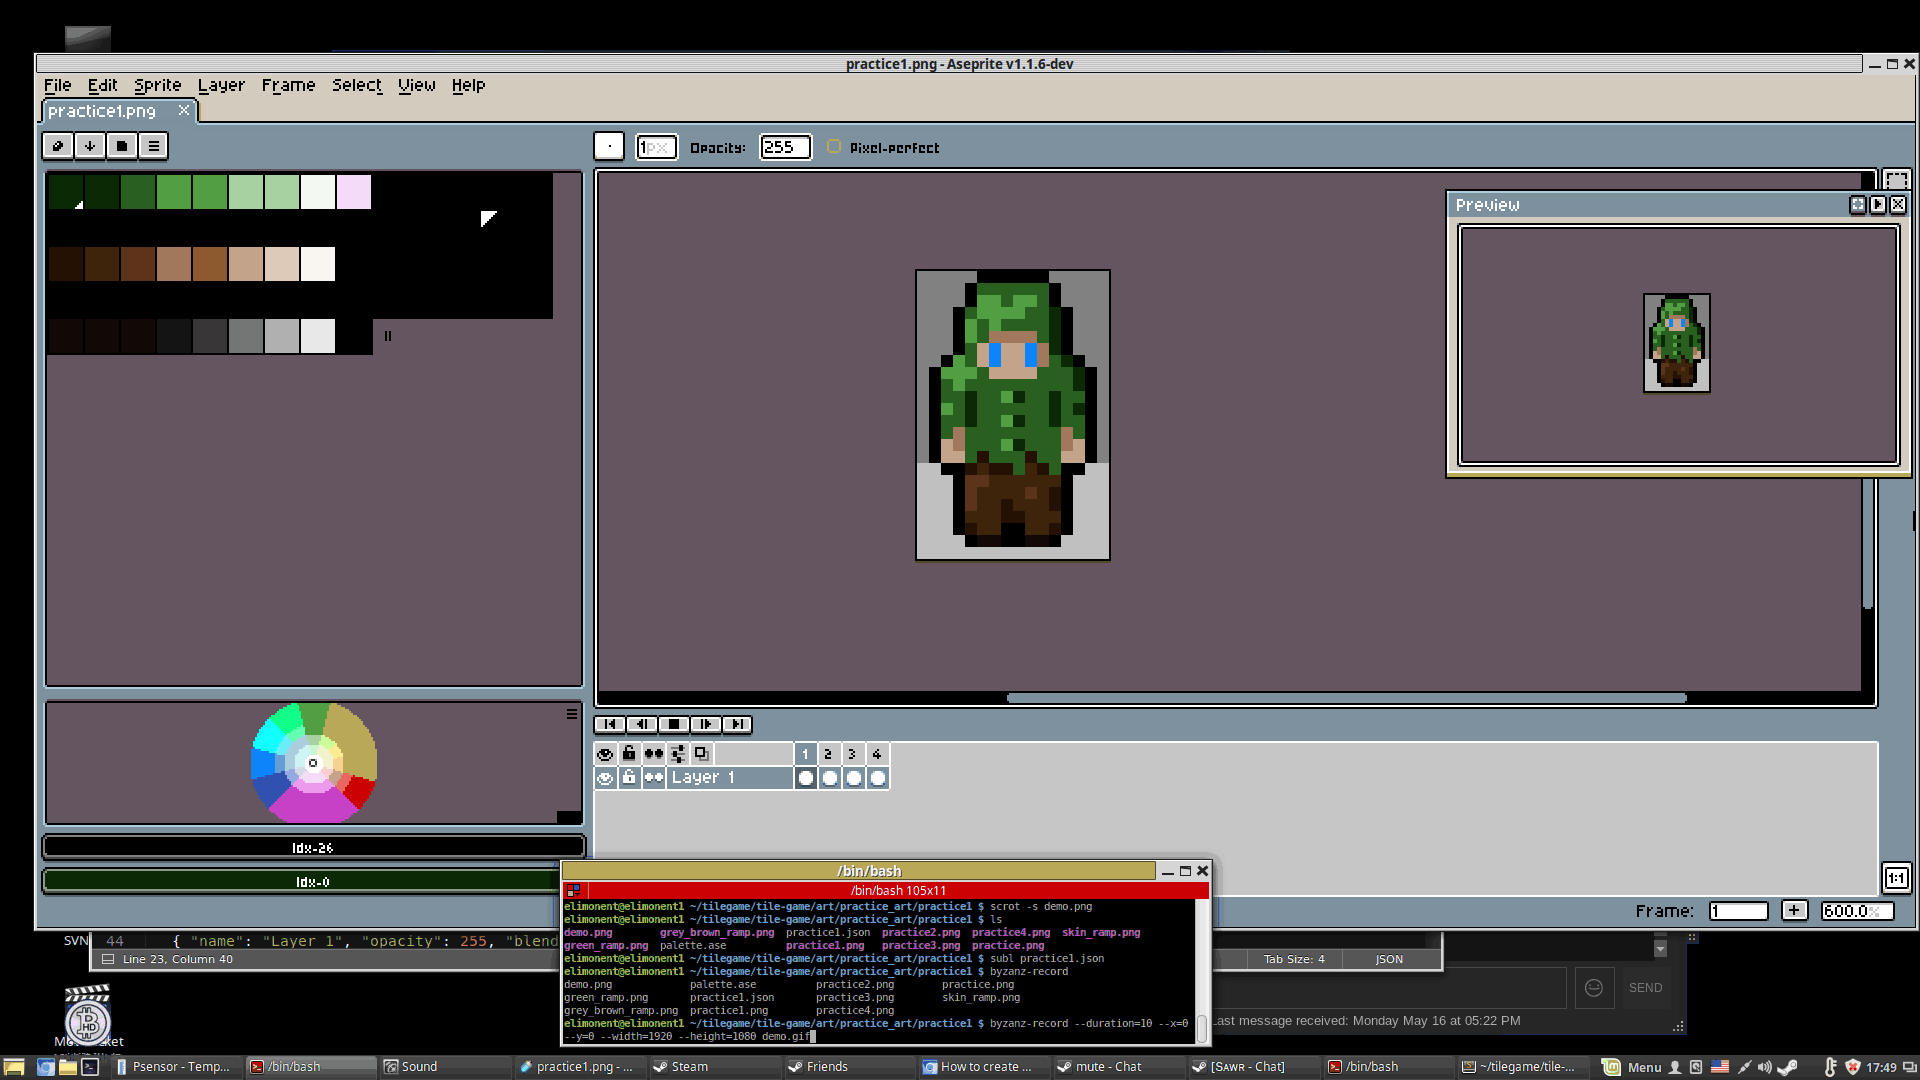 practice1.png - Aseprite v1.1.6-dev
File Edit Sprite Layer Frame Select View Help
practice1.png
1px Opacity: 255 Pixel-perfect
Preview
1 2 3 4
Layer 1
Idx-26
Idx-0
1:1
Frame: 1 + 600.0%
/bin/bash
/bin/bash 105x11
elimonent@elimonent1 ~/tilegame/tile-game/art/practice_art/practice1 $ scrot -s demo.png
elimonent@elimonent1 ~/tilegame/tile-game/art/practice_art/practice1 $ ls
demo.png grey_brown_ramp.png practice1.json practice2.png practice4.png skin_ramp.png
green_ramp.png palette.ase practice1.png practice3.png practice.png
elimonent@elimonent1 ~/tilegame/tile-game/art/practice_art/practice1 $ subl practice1.json
elimonent@elimonent1 ~/tilegame/tile-game/art/practice_art/practice1 $ byzanz-record
demo.png palette.ase practice2.png practice.png
green_ramp.png practice1.json practice3.png skin_ramp.png
grey_brown_ramp.png practice1.png practice4.png
elimonent@elimonent1 ~/tilegame/tile-game/art/practice_art/practice1 $ byzanz-record --duration=10 --x=0
--y=0 --width=1920 --height=1080 demo.gif
SVN
44 { "name": "Layer 1", "opacity": 255, "blend
Line 23, Column 40
Tab Size: 4 JSON
SEND
Last message received: Monday May 16 at 05:22 PM
BHD
Psensor - Temp... /bin/bash Sound practice1.png - ... Steam Friends How to create ... mute - Chat [Sawr - Chat] /bin/bash ~/tilegame/tile-... Menu 17:49